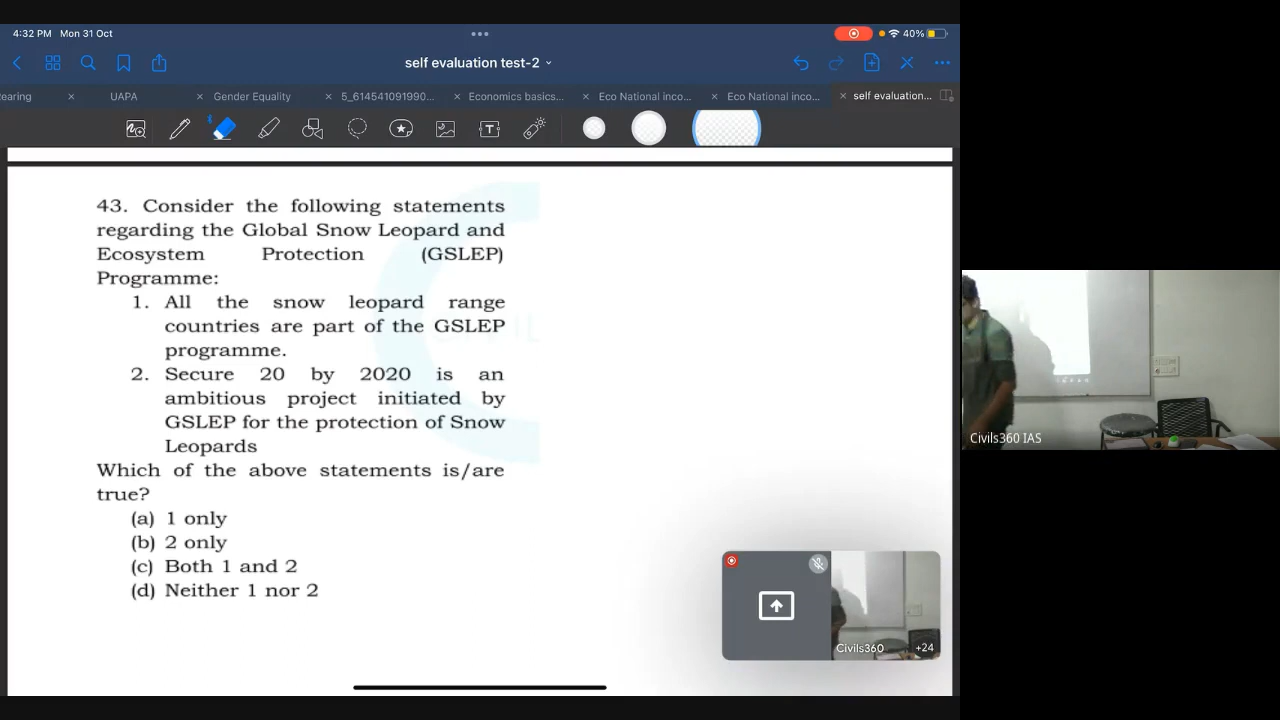 4:32 PM Mon 31 Oct
40%
self evaluation test-2
earing
UAPA
Gender Equality
5_614541091990...
Economics basics...
Eco National inco...
Eco National inco...
self evaluation...
43. Consider the following statements
regarding the Global Snow Leopard and
Ecosystem Protection (GSLEP)
Programme:
1. All the snow leopard range
countries are part of the GSLEP
programme.
2. Secure 20 by 2020 is an
ambitious project initiated by
GSLEP for the protection of Snow
Leopards
Which of the above statements is/are
true?
(a) 1 only
(b) 2 only
(c) Both 1 and 2
(d) Neither 1 nor 2
Civils360
+24
Civils360 IAS